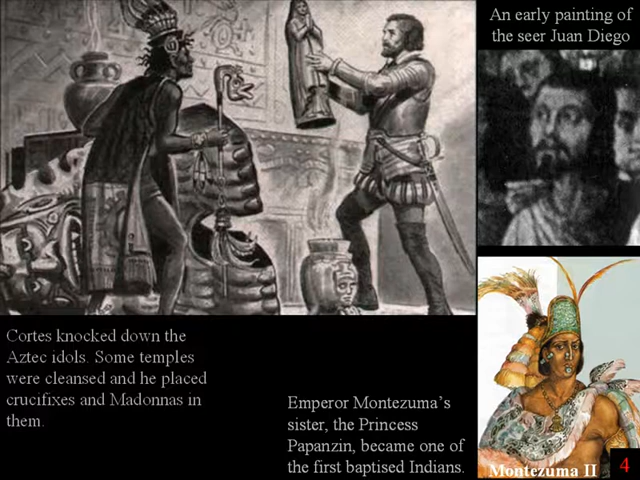 An early painting of
the seer Juan Diego
Cortes knocked down the
Aztec idols. Some temples
were cleansed and he placed
crucifixes and Madonnas in
them.
Emperor Montezuma’s
sister, the Princess
Papanzin, became one of
the first baptised Indians.
Montezuma II
4